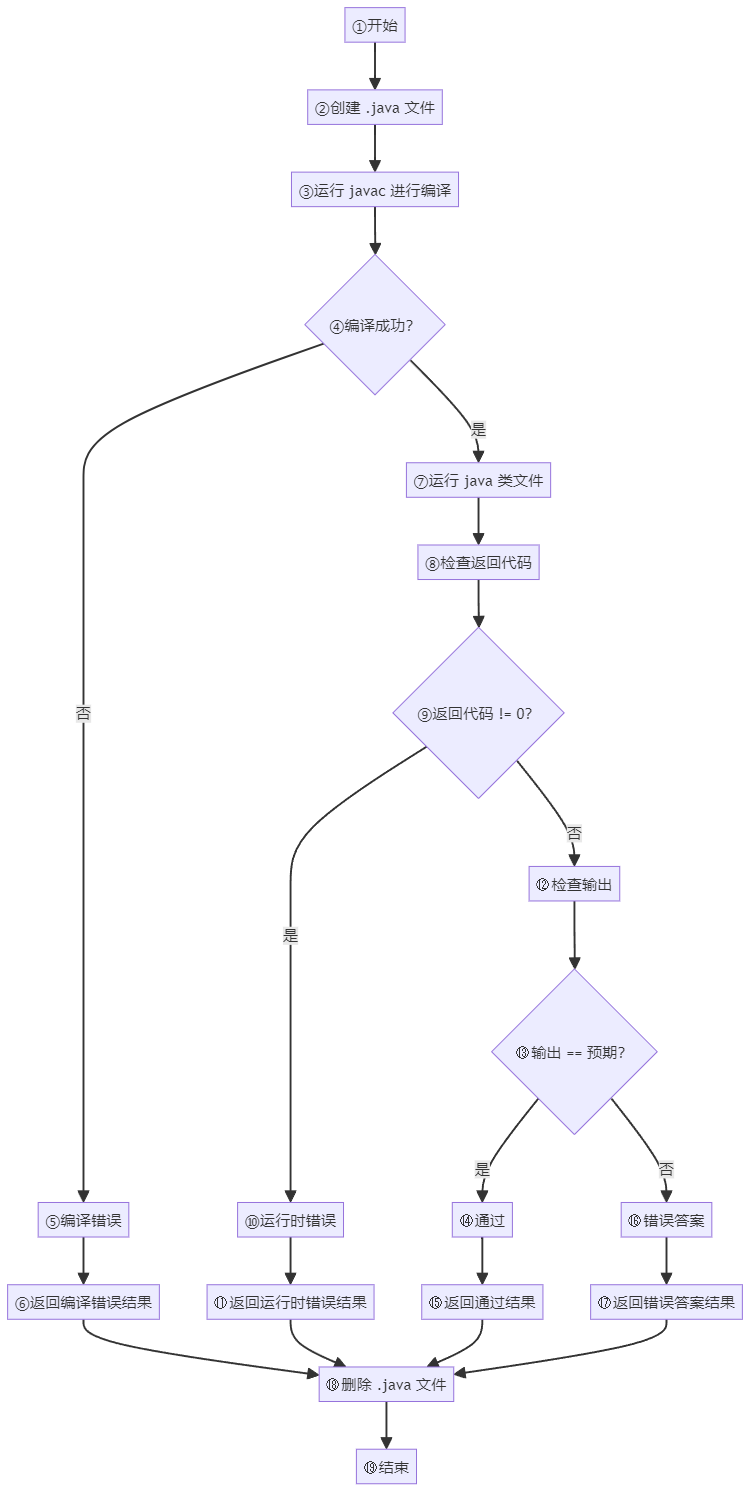 ①开始
②创建 .java 文件
③运行 javac 进行编译
④编译成功?
是
⑦运行 java 类文件
⑧检查返回代码
否
⑨返回代码 != 0?
否
⑫检查输出
是
⑬输出 == 预期?
是
否
⑤编译错误
⑩运行时错误
⑭通过
⑯错误答案
⑥返回编译错误结果
⑪返回运行时错误结果
⑮返回通过结果
⑰返回错误答案结果
⑱删除 .java 文件
⑲结束